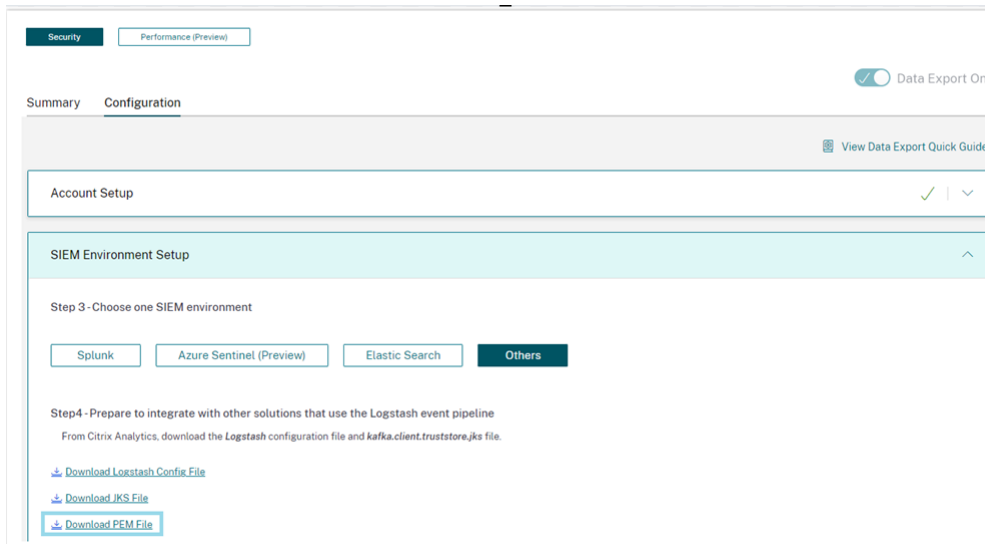 Security Performance (Preview)
Data Export On
Summary Configuration
View Data Export Quick Guide
Account Setup
SIEM Environment Setup
Step 3 - Choose one SIEM environment
Splunk Azure Sentinel (Preview) Elastic Search Others
Step4 - Prepare to integrate with other solutions that use the Logstash event pipeline
From Citrix Analytics, download the Logstash configuration file and kafka.client.truststore.jks file.
Download Logstash Config File
Download JKS File
Download PEM File